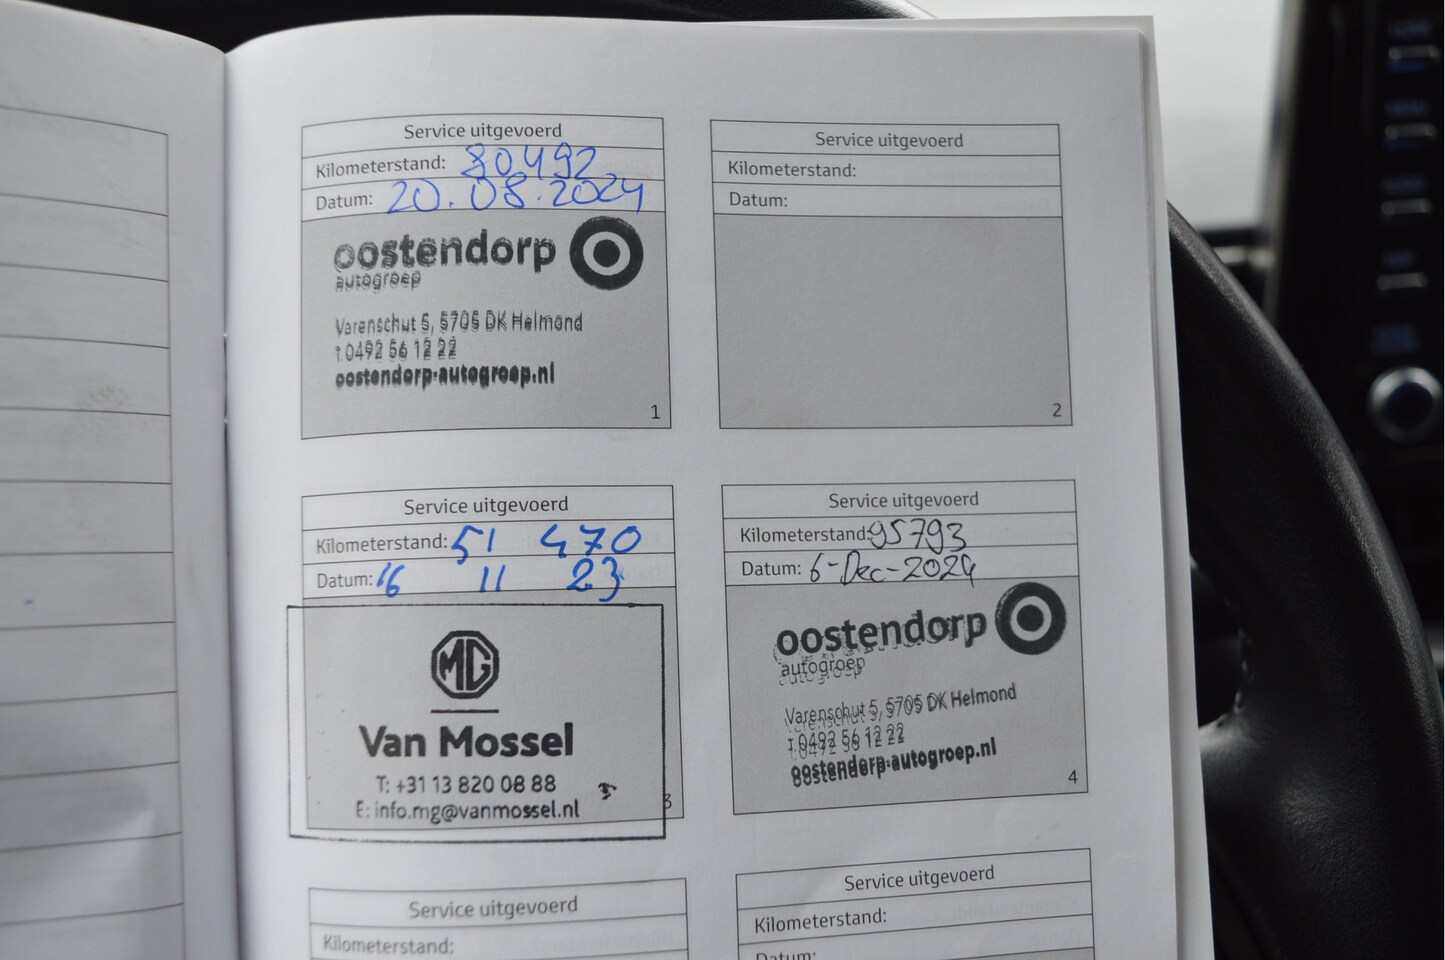 Service uitgevoerd
Kilometerstand: 80492
Datum: 20.08.2024
oostendorp
autogroep
Varenschut 5, 5705 DK Helmond
t.0492 56 12 22
oostendorp-autogroep.nl
1
Service uitgevoerd
Kilometerstand:
Datum:
2
Service uitgevoerd
Kilometerstand: 51 470
Datum: 16 11 23
MG
Van Mossel
T: +31 13 820 08 88
E: info.mg@vanmossel.nl
3
Service uitgevoerd
Kilometerstand: 95793
Datum: 6-Dec-2024
oostendorp
autogroep
Varenschut 5, 5705 DK Helmond
t.0492 56 12 22
oostendorp-autogroep.nl
4
Service uitgevoerd
Kilometerstand:
Service uitgevoerd
Kilometerstand:
Datum: